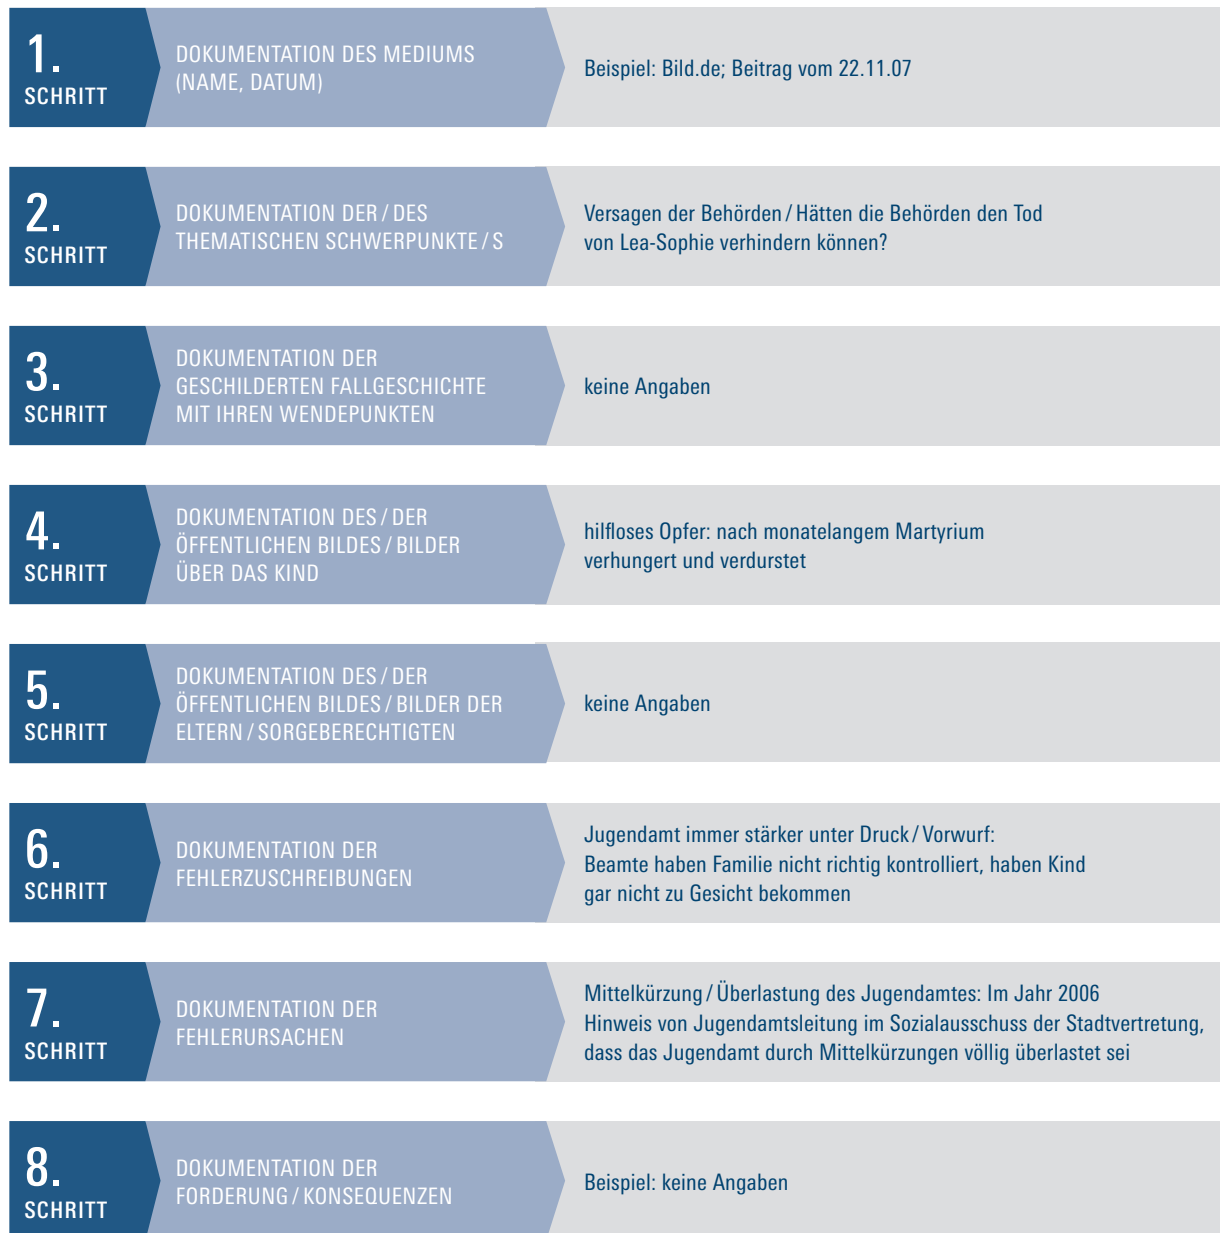 1.
SCHRITT
DOKUMENTATION DES MEDIUMS
(NAME, DATUM)
Beispiel: Bild.de; Beitrag vom 22.11.07
2.
SCHRITT
DOKUMENTATION DER / DES
THEMATISCHEN SCHWERPUNKTE / S
Versagen der Behörden / Hätten die Behörden den Tod
von Lea-Sophie verhindern können?
3.
SCHRITT
DOKUMENTATION DER
GESCHILDERTEN FALLGESCHICHTE
MIT IHREN WENDEPUNKTEN
keine Angaben
4.
SCHRITT
DOKUMENTATION DES / DER
ÖFFENTLICHEN BILDES / BILDER
ÜBER DAS KIND
hilfloses Opfer: nach monatelangem Martyrium
verhungert und verdurstet
5.
SCHRITT
DOKUMENTATION DES / DER
ÖFFENTLICHEN BILDES / BILDER DER
ELTERN / SORGEBERECHTIGTEN
keine Angaben
6.
SCHRITT
DOKUMENTATION DER
FEHLERZUSCHREIBUNGEN
Jugendamt immer stärker unter Druck / Vorwurf:
Beamte haben Familie nicht richtig kontrolliert, haben Kind
gar nicht zu Gesicht bekommen
7.
SCHRITT
DOKUMENTATION DER
FEHLERURSACHEN
Mittelkürzung / Überlastung des Jugendamtes: Im Jahr 2006
Hinweis von Jugendamtsleitung im Sozialausschuss der Stadtvertretung,
dass das Jugendamt durch Mittelkürzungen völlig überlastet sei
8.
SCHRITT
DOKUMENTATION DER
FORDERUNG / KONSEQUENZEN
Beispiel: keine Angaben